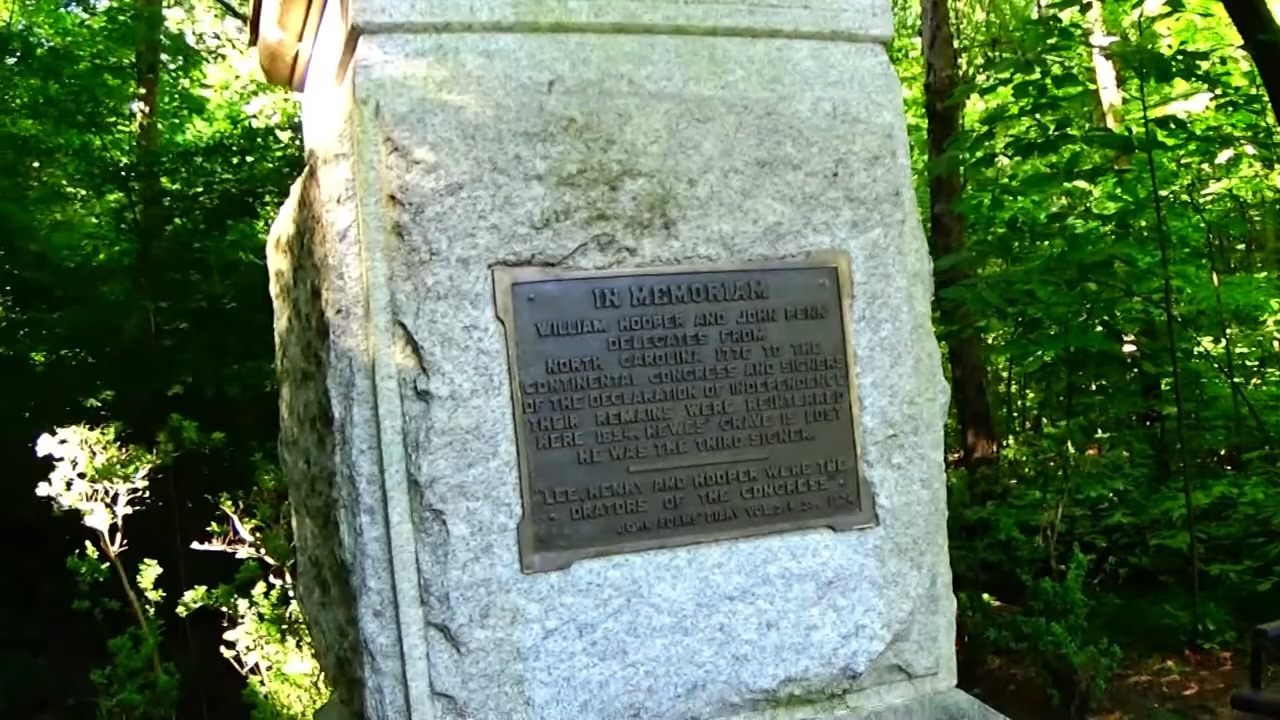 IN MEMORIAM
WILLIAM HOOPER AND JOHN PENN
DELEGATES FROM
NORTH CAROLINA 1776 TO THE
CONTINENTAL CONGRESS AND SIGNERS
OF THE DECLARATION OF INDEPENDENCE
THEIR REMAINS WERE REINTERRED
HERE 1894. HEWES' GRAVE IS LOST
HE WAS THE THIRD SIGNER.
"LEE, HENRY AND HOOPER WERE THE
ORATORS OF THE CONGRESS"
JOHN ADAMS' DIARY VOL.